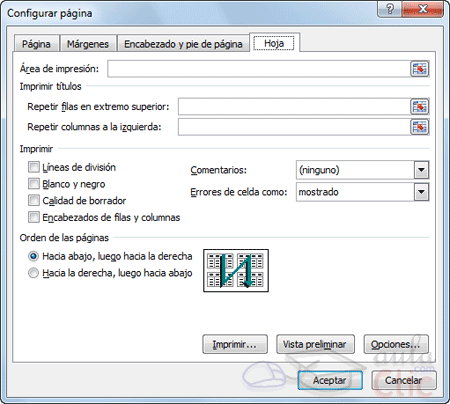 Configurar página
Página Márgenes Encabezado y pie de página Hoja
Área de impresión:
Imprimir títulos
Repetir filas en extremo superior:
Repetir columnas a la izquierda:
Imprimir
Líneas de división
Blanco y negro
Calidad de borrador
Encabezados de filas y columnas
Comentarios: (ninguno)
Errores de celda como: mostrado
Orden de las páginas
Hacia abajo, luego hacia la derecha
Hacia la derecha, luego hacia abajo
Imprimir... Vista preliminar Opciones...
aula
.com
Clic
Aceptar Cancelar